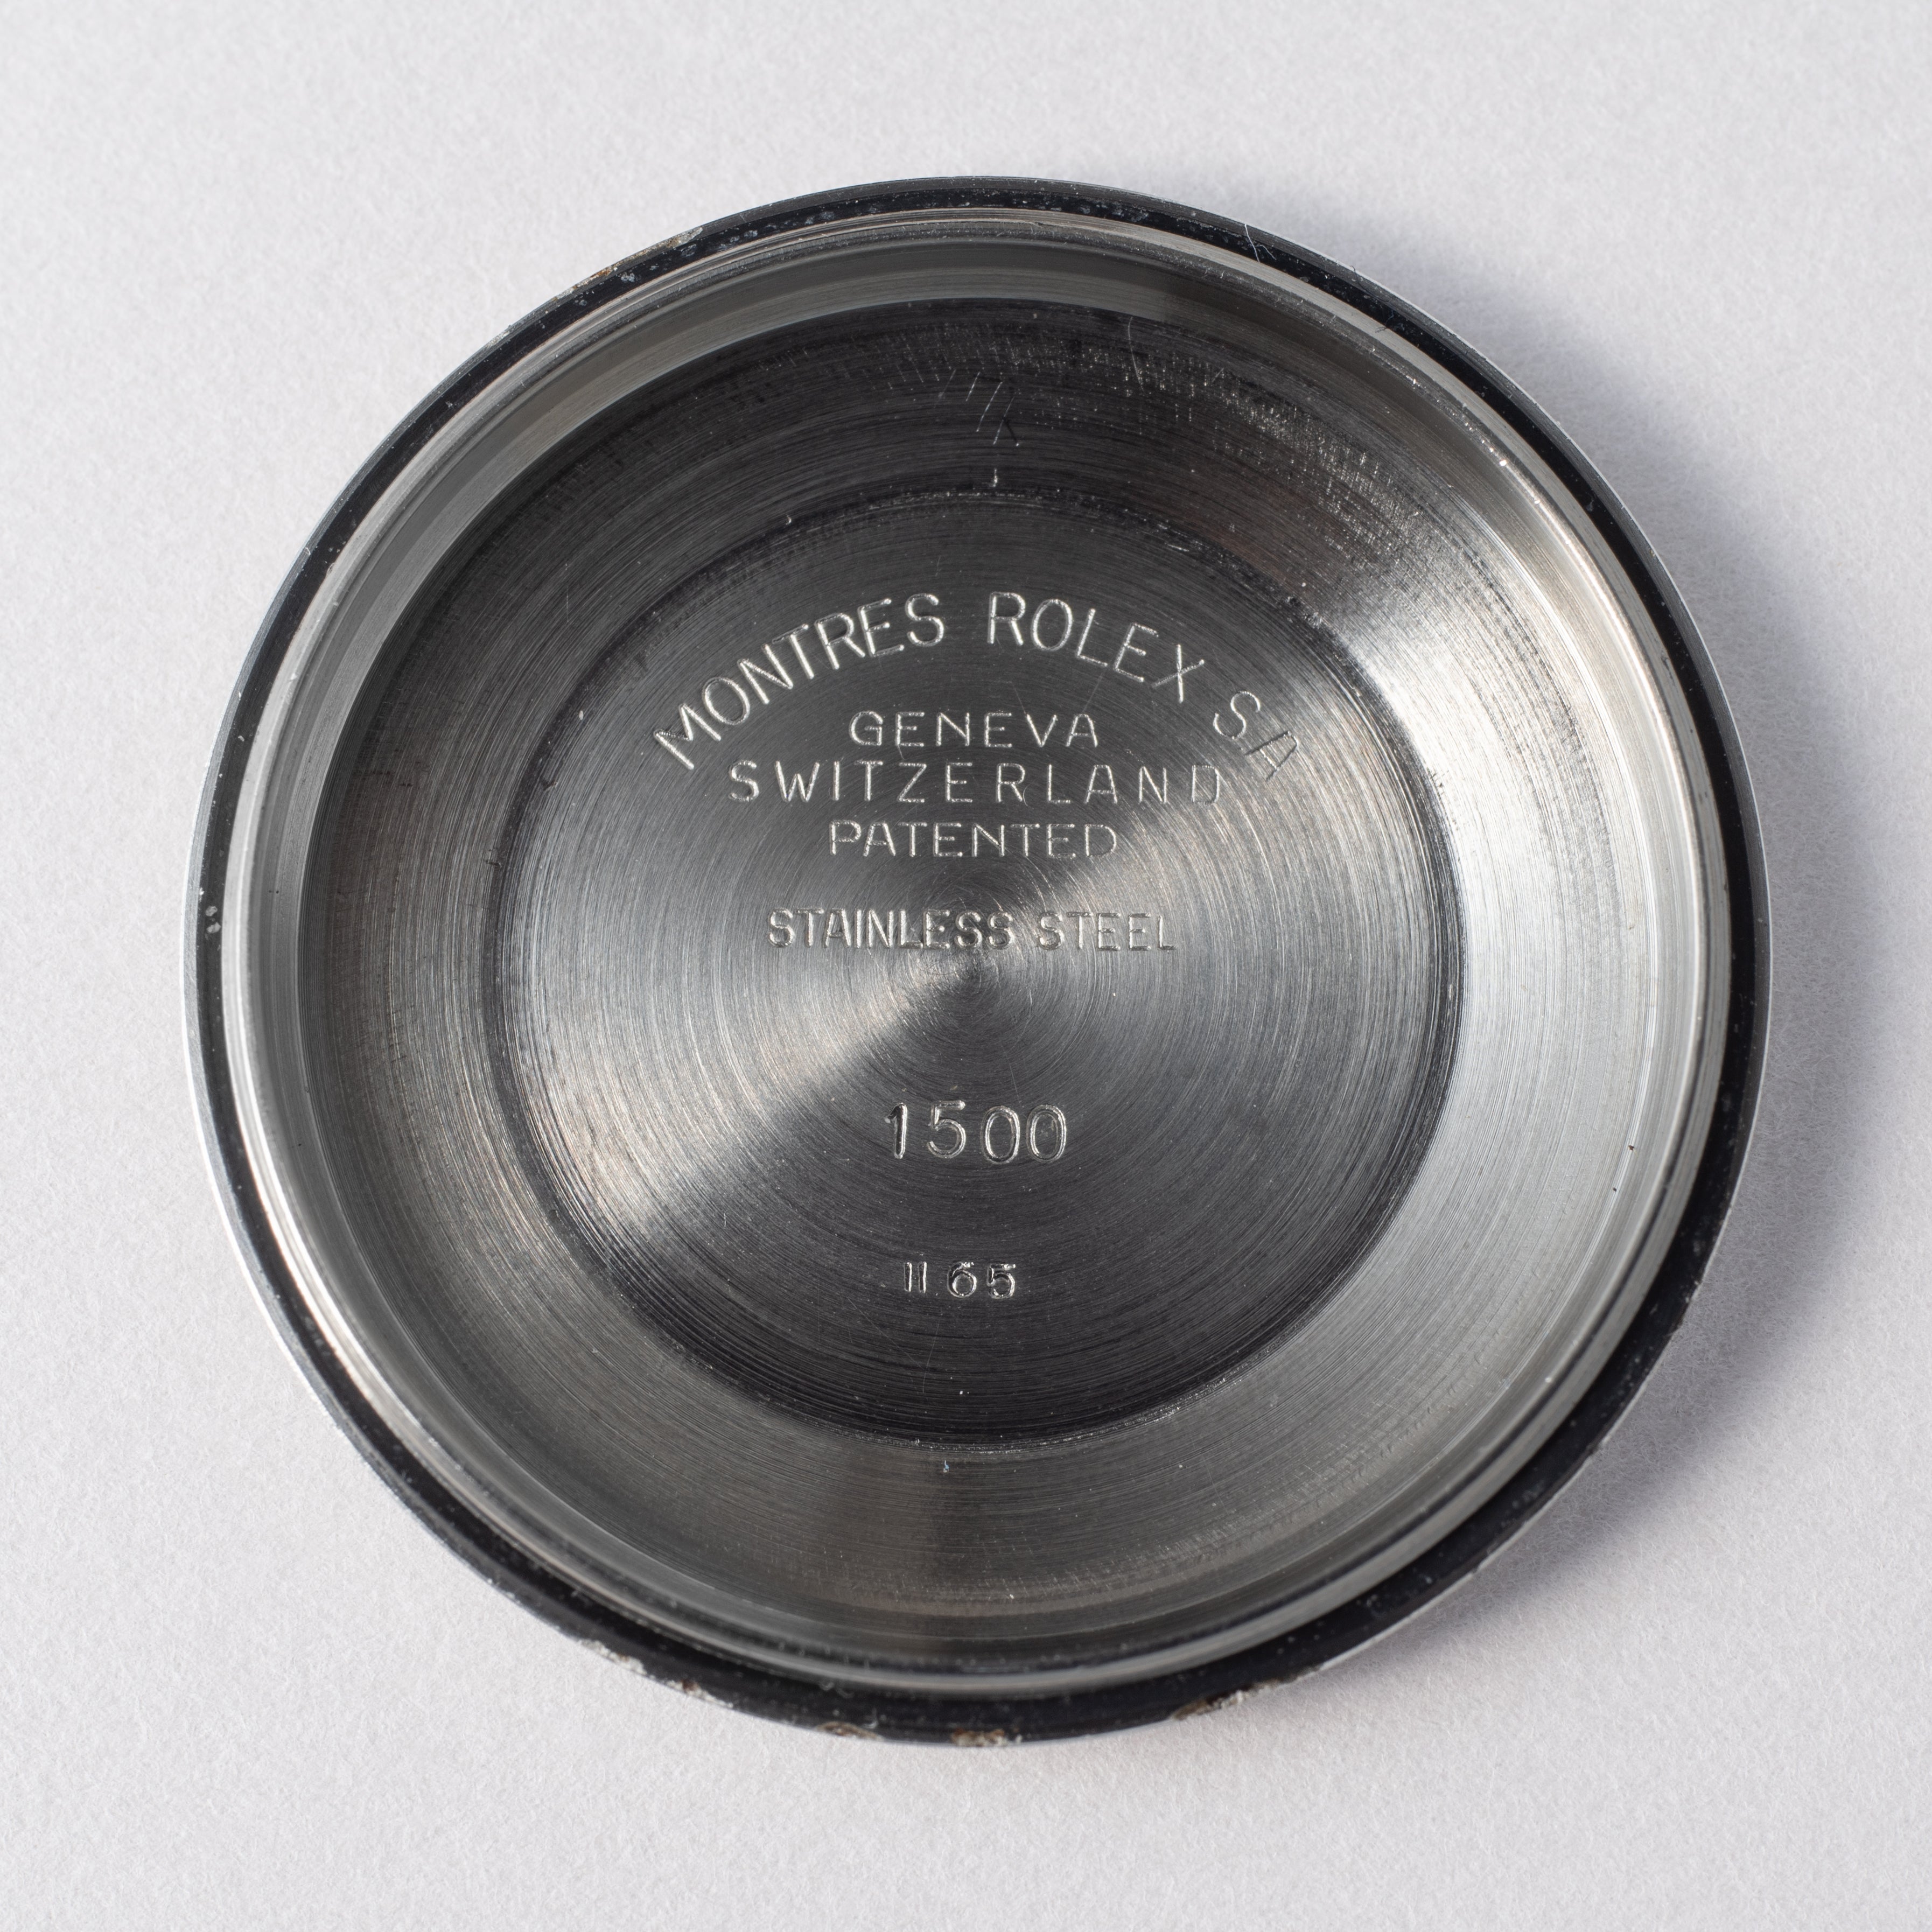 MONTRES ROLEX S.A
GENEVA
SWITZERLAND
PATENTED
STAINLESS STEEL
1500
II 65